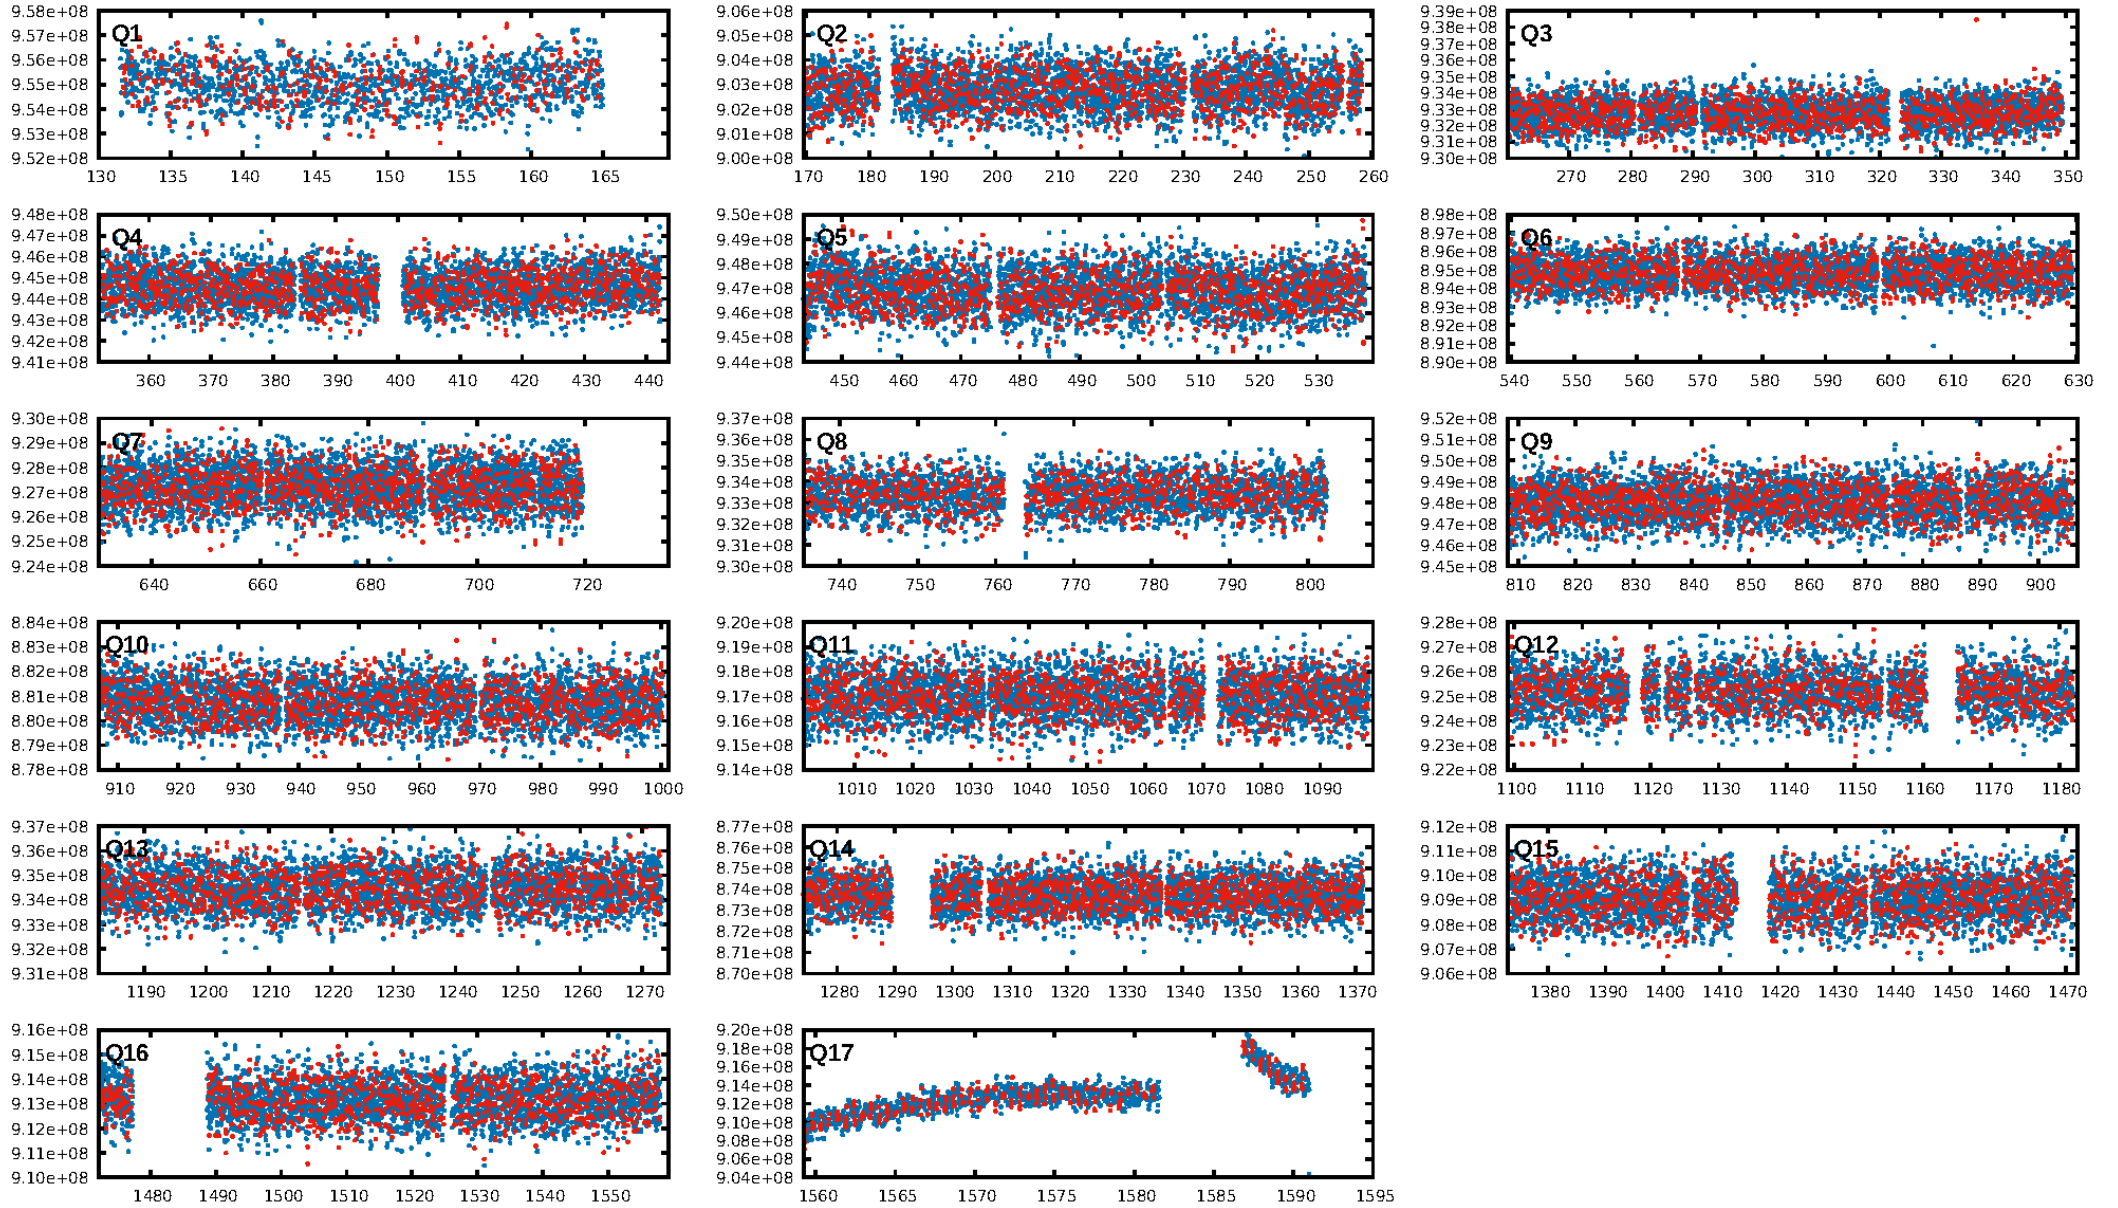 9.58e+08 9.57e+08 9.56e+08 9.55e+08 9.54e+08 9.53e+08 9.52e+08
Q1
130 135 140 145 150 155 160 165
9.06e+08 9.05e+08 9.04e+08 9.03e+08 9.02e+08 9.01e+08 9.00e+08
Q2
170 180 190 200 210 220 230 240 250 260
9.39e+08 9.38e+08 9.37e+08 9.36e+08 9.35e+08 9.34e+08 9.33e+08 9.32e+08 9.31e+08 9.30e+08
Q3
270 280 290 300 310 320 330 340 350
9.48e+08 9.47e+08 9.46e+08 9.45e+08 9.44e+08 9.43e+08 9.42e+08 9.41e+08
Q4
360 370 380 390 400 410 420 430 440
9.50e+08 9.49e+08 9.48e+08 9.47e+08 9.46e+08 9.45e+08 9.44e+08
Q5
450 460 470 480 490 500 510 520 530
8.98e+08 8.97e+08 8.96e+08 8.95e+08 8.94e+08 8.93e+08 8.92e+08 8.91e+08 8.90e+08
Q6
540 550 560 570 580 590 600 610 620 630
9.30e+08 9.29e+08 9.28e+08 9.27e+08 9.26e+08 9.25e+08 9.24e+08
Q7
640 660 680 700 720
9.37e+08 9.36e+08 9.35e+08 9.34e+08 9.33e+08 9.32e+08 9.31e+08 9.30e+08
Q8
740 750 760 770 780 790 800
9.52e+08 9.51e+08 9.50e+08 9.49e+08 9.48e+08 9.47e+08 9.46e+08 9.45e+08
Q9
810 820 830 840 850 860 870 880 890 900
8.84e+08 8.83e+08 8.82e+08 8.81e+08 8.80e+08 8.79e+08 8.78e+08
Q10
910 920 930 940 950 960 970 980 990 1000
9.20e+08 9.19e+08 9.18e+08 9.17e+08 9.16e+08 9.15e+08 9.14e+08
Q11
1010 1020 1030 1040 1050 1060 1070 1080 1090
9.28e+08 9.27e+08 9.26e+08 9.25e+08 9.24e+08 9.23e+08 9.22e+08
Q12
1100 1110 1120 1130 1140 1150 1160 1170 1180
9.37e+08 9.36e+08 9.35e+08 9.34e+08 9.33e+08 9.32e+08 9.31e+08
Q13
1190 1200 1210 1220 1230 1240 1250 1260 1270
8.77e+08 8.76e+08 8.75e+08 8.74e+08 8.73e+08 8.72e+08 8.71e+08 8.70e+08
Q14
1280 1290 1300 1310 1320 1330 1340 1350 1360 1370
9.12e+08 9.11e+08 9.10e+08 9.09e+08 9.08e+08 9.07e+08 9.06e+08
Q15
1380 1390 1400 1410 1420 1430 1440 1450 1460 1470
9.16e+08 9.15e+08 9.14e+08 9.13e+08 9.12e+08 9.11e+08 9.10e+08
Q16
1480 1490 1500 1510 1520 1530 1540 1550
9.20e+08 9.18e+08 9.16e+08 9.14e+08 9.12e+08 9.10e+08 9.08e+08 9.06e+08 9.04e+08
Q17
1560 1565 1570 1575 1580 1585 1590 1595